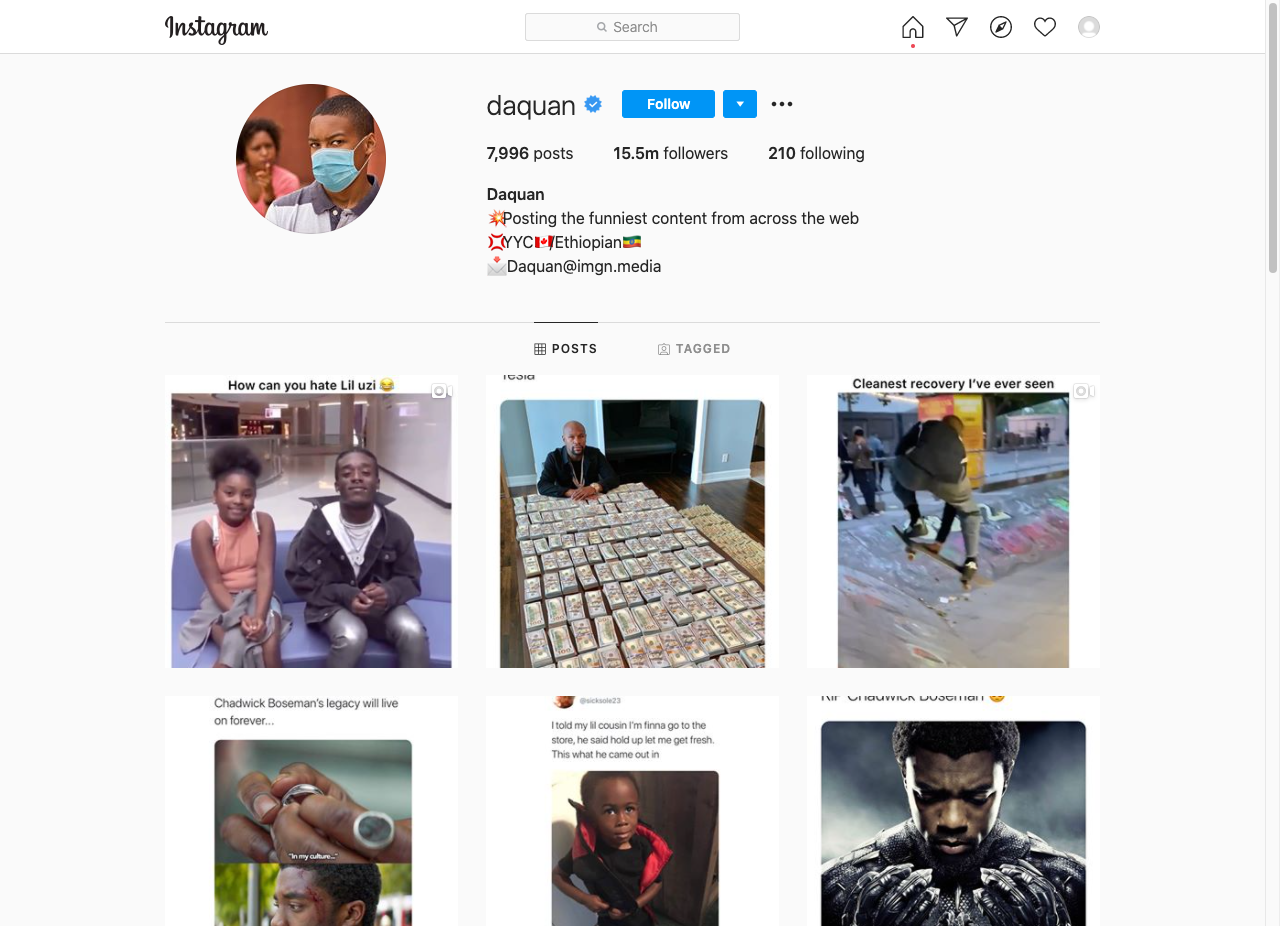 Instagram
Search
daquan
Follow
7,996 posts 15.5m followers 210 following
Daquan
💥Posting the funniest content from across the web
💢YYC🇨🇦/Ethiopian🇪🇹
📩Daquan@imgn.media
POSTS TAGGED
How can you hate Lil uzi 😂
Tesla
Cleanest recovery I've ever seen
Chadwick Boseman's legacy will live
on forever...
"In my culture..."
@sicksole23
I told my lil cousin I'm finna go to the
store, he said hold up let me get fresh.
This what he came out in
RIP Chadwick Boseman 😢